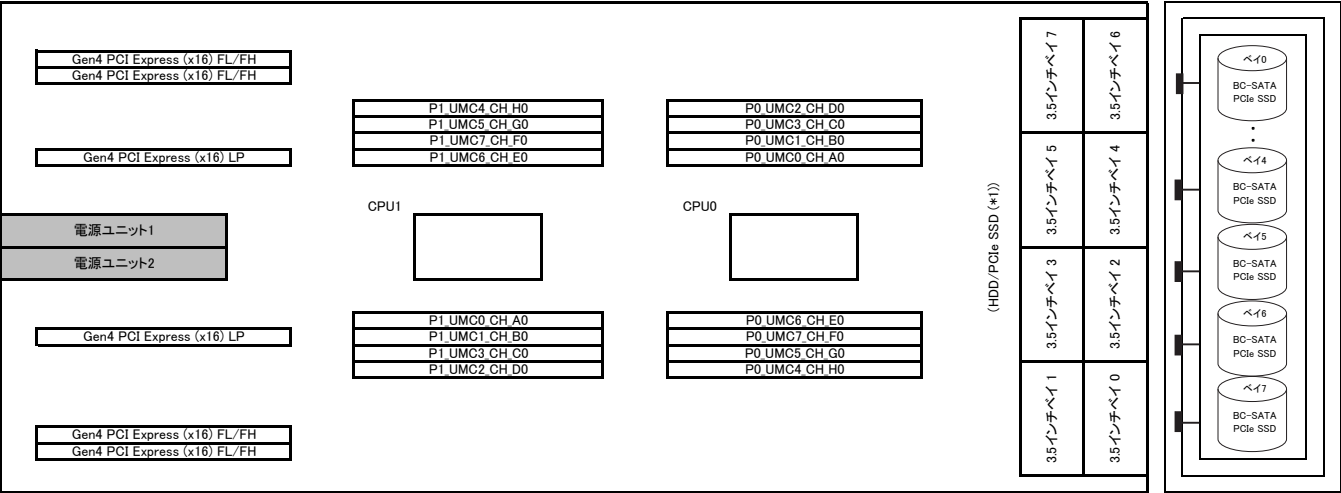 Gen4 PCI Express (x16) FL/FH
Gen4 PCI Express (x16) FL/FH
Gen4 PCI Express (x16) LP
電源ユニット1
電源ユニット2
Gen4 PCI Express (x16) LP
Gen4 PCI Express (x16) FL/FH
Gen4 PCI Express (x16) FL/FH
P1_UMC4_CH_H0
P1_UMC5_CH_G0
P1_UMC7_CH_F0
P1_UMC6_CH_E0
CPU1
P1_UMC0_CH_A0
P1_UMC1_CH_B0
P1_UMC3_CH_C0
P1_UMC2_CH_D0
P0_UMC2_CH_D0
P0_UMC3_CH_C0
P0_UMC1_CH_B0
P0_UMC0_CH_A0
CPU0
P0_UMC6_CH_E0
P0_UMC7_CH_F0
P0_UMC5_CH_G0
P0_UMC4_CH_H0
(HDD/PCIe SSD (*1))
3.5インチベイ 7
3.5インチベイ 6
3.5インチベイ 5
3.5インチベイ 4
3.5インチベイ 3
3.5インチベイ 2
3.5インチベイ 1
3.5インチベイ 0
ベイ0
BC-SATA
PCIe SSD
:
ベイ4
BC-SATA
PCIe SSD
ベイ5
BC-SATA
PCIe SSD
ベイ6
BC-SATA
PCIe SSD
ベイ7
BC-SATA
PCIe SSD